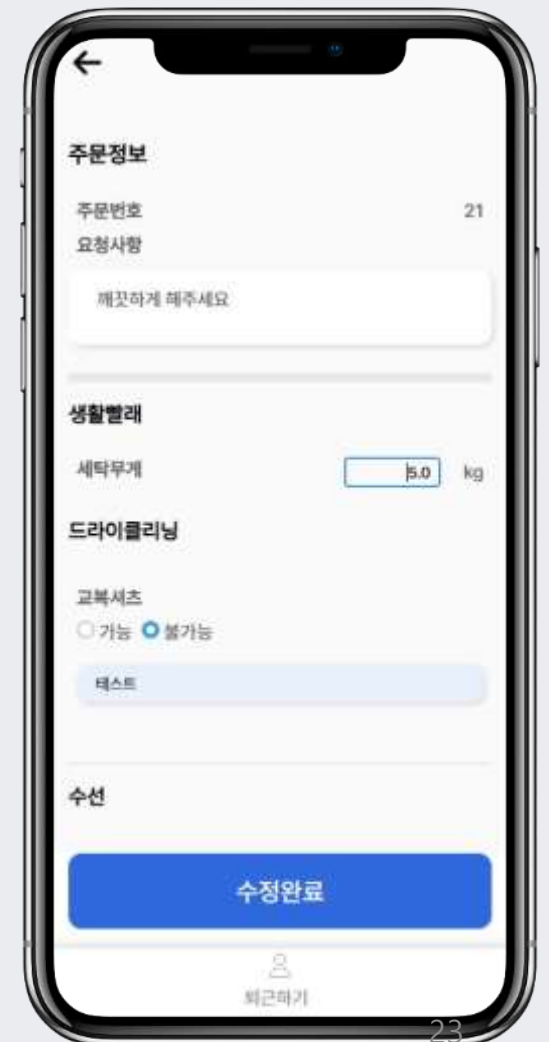 주문정보
주문번호 21
요청사항
깨끗하게 해주세요
생활빨래
세탁무게 5.0 kg
드라이클리닝
교복셔츠
가능 불가능
테스트
수선
수정완료
퇴근하기
23